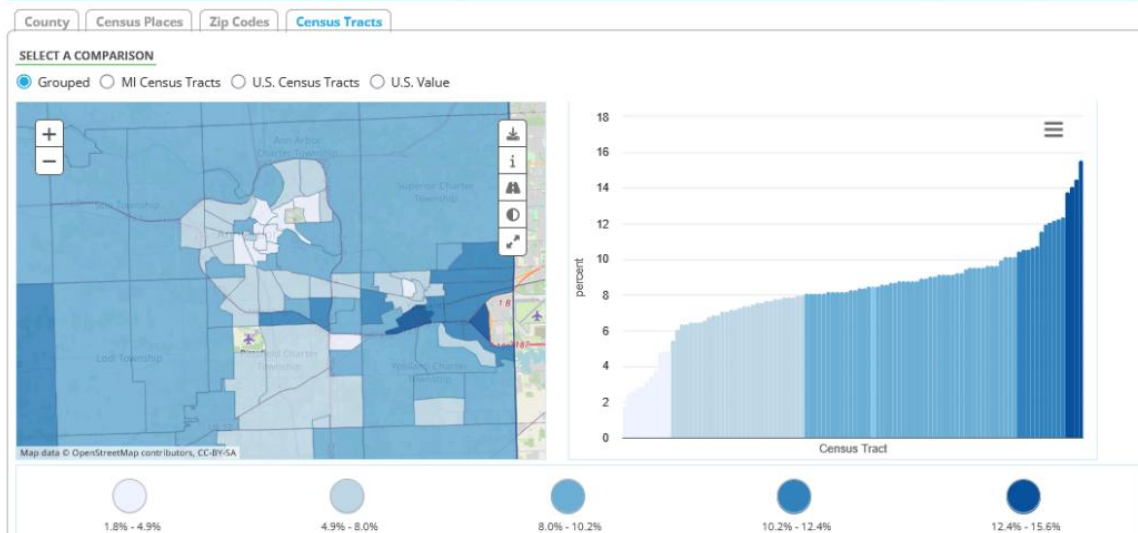 County Census Places Zip Codes Census Tracts
SELECT A COMPARISON
Grouped MI Census Tracts U.S. Census Tracts U.S. Value
+
−
i
Ann Arbor
Charter Township
Superior Charter
Township
Township
Lodi Township
Charter
Township
Ypsilanti Charter
Township
Map data © OpenStreetMap contributors, CC-BY-SA
18
16
14
12
10
8
6
4
2
0
percent
Census Tract
1.8% - 4.9% 4.9% - 8.0% 8.0% - 10.2% 10.2% - 12.4% 12.4% - 15.6%